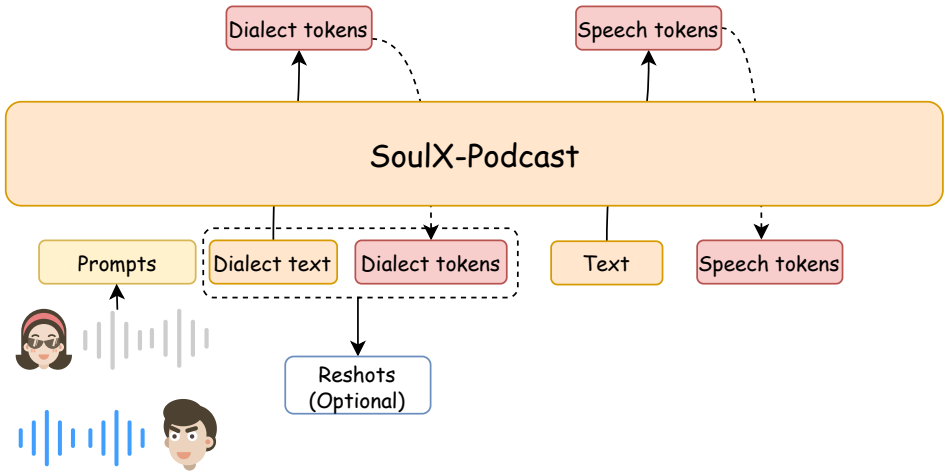 Dialect tokens
Speech tokens
SoulX-Podcast
Prompts
Dialect text
Dialect tokens
Text
Speech tokens
Reshots
(Optional)